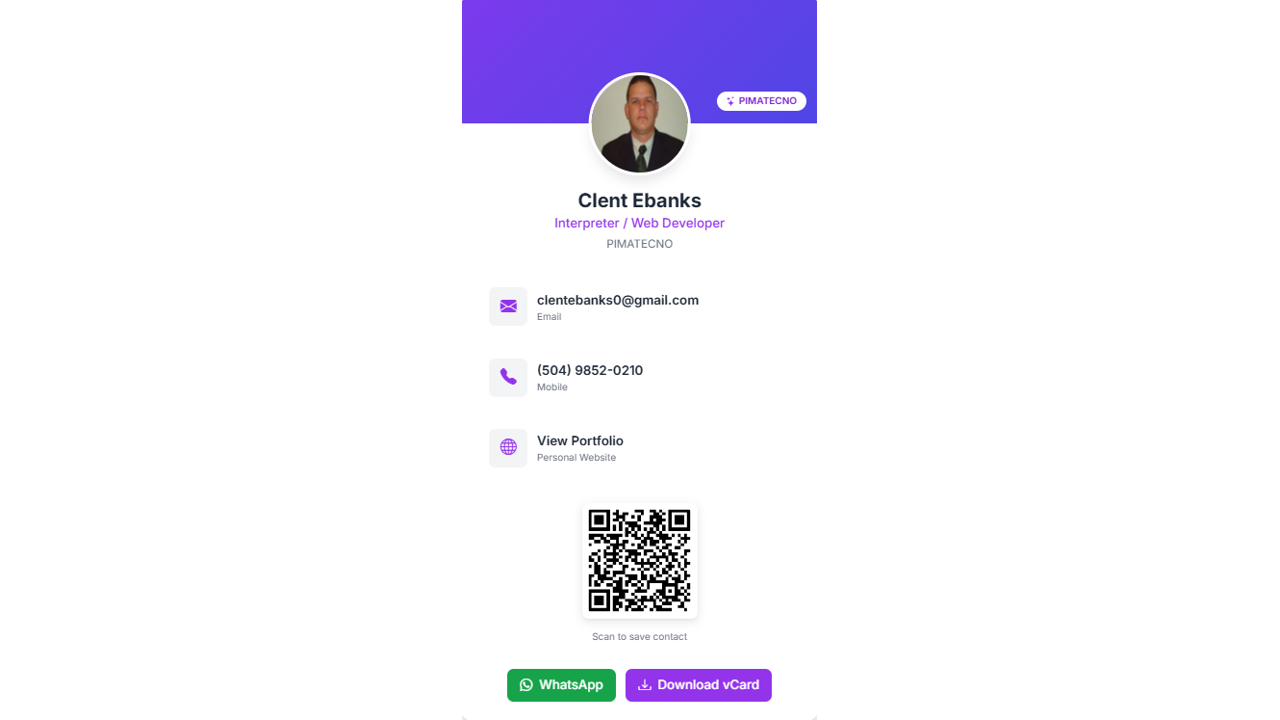 PIMATECNO
Clent Ebanks
Interpreter / Web Developer
PIMATECNO
clentebanks0@gmail.com
Email
(504) 9852-0210
Mobile
View Portfolio
Personal Website
Scan to save contact
WhatsApp
Download vCard